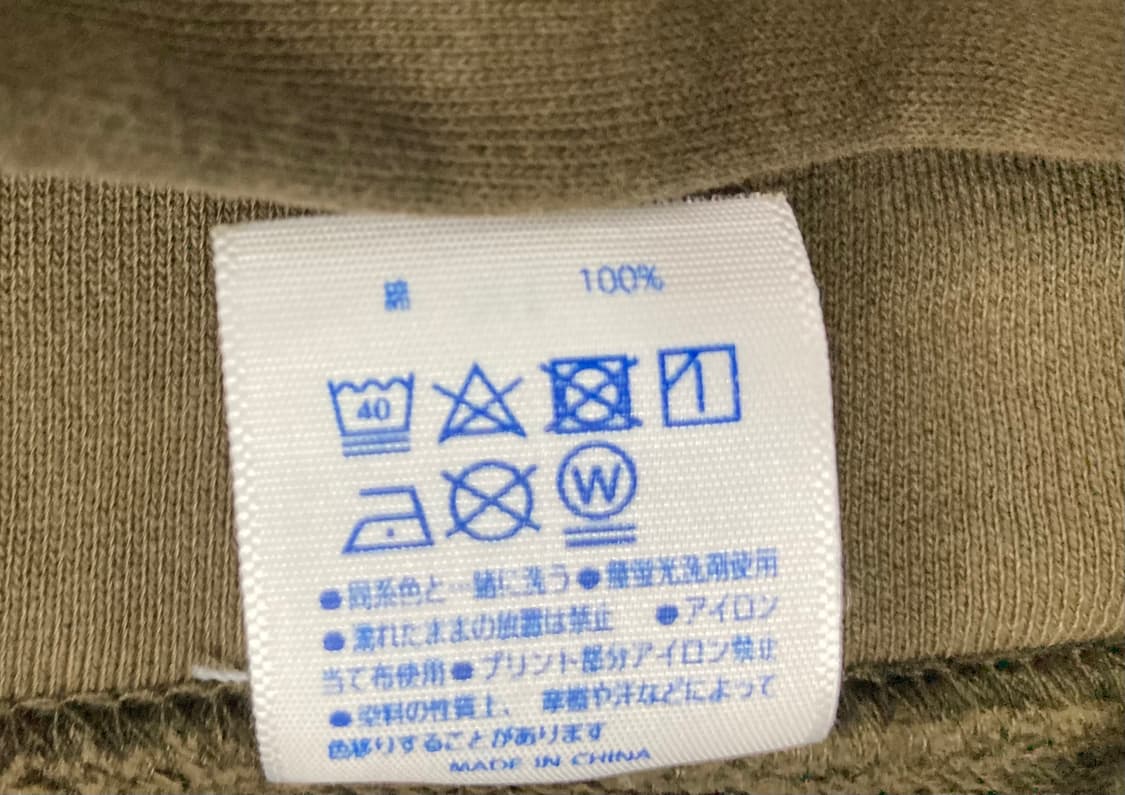 綿 100%
40
W
●同系色と一緒に洗う●無蛍光洗剤使用
●濡れたままの放置は禁止 ●アイロン
当て布使用●プリント部分アイロン禁止
●染料の性質上、摩擦や汗などによって
色移りすることがあります
MADE IN CHINA